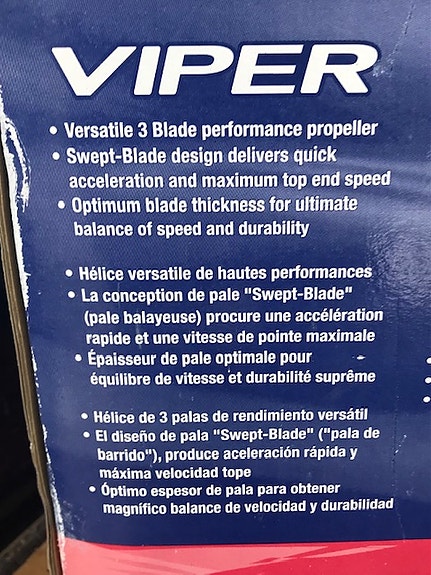 VIPER
• Versatile 3 Blade performance propeller
• Swept-Blade design delivers quick
acceleration and maximum top end speed
• Optimum blade thickness for ultimate
balance of speed and durability
• Hélice versatile de hautes performances
• La conception de pale "Swept-Blade"
(pale balayeuse) procure une accélération
rapide et une vitesse de pointe maximale
• Épaisseur de pale optimale pour
équilibre de vitesse et durabilité suprême
• Hélice de 3 palas de rendimiento versátil
• El diseño de pala "Swept-Blade" ("pala de
barrido"), produce aceleración rápida y
máxima velocidad tope
• Óptimo espesor de pala para obtener
magnífico balance de velocidad y durabilidad